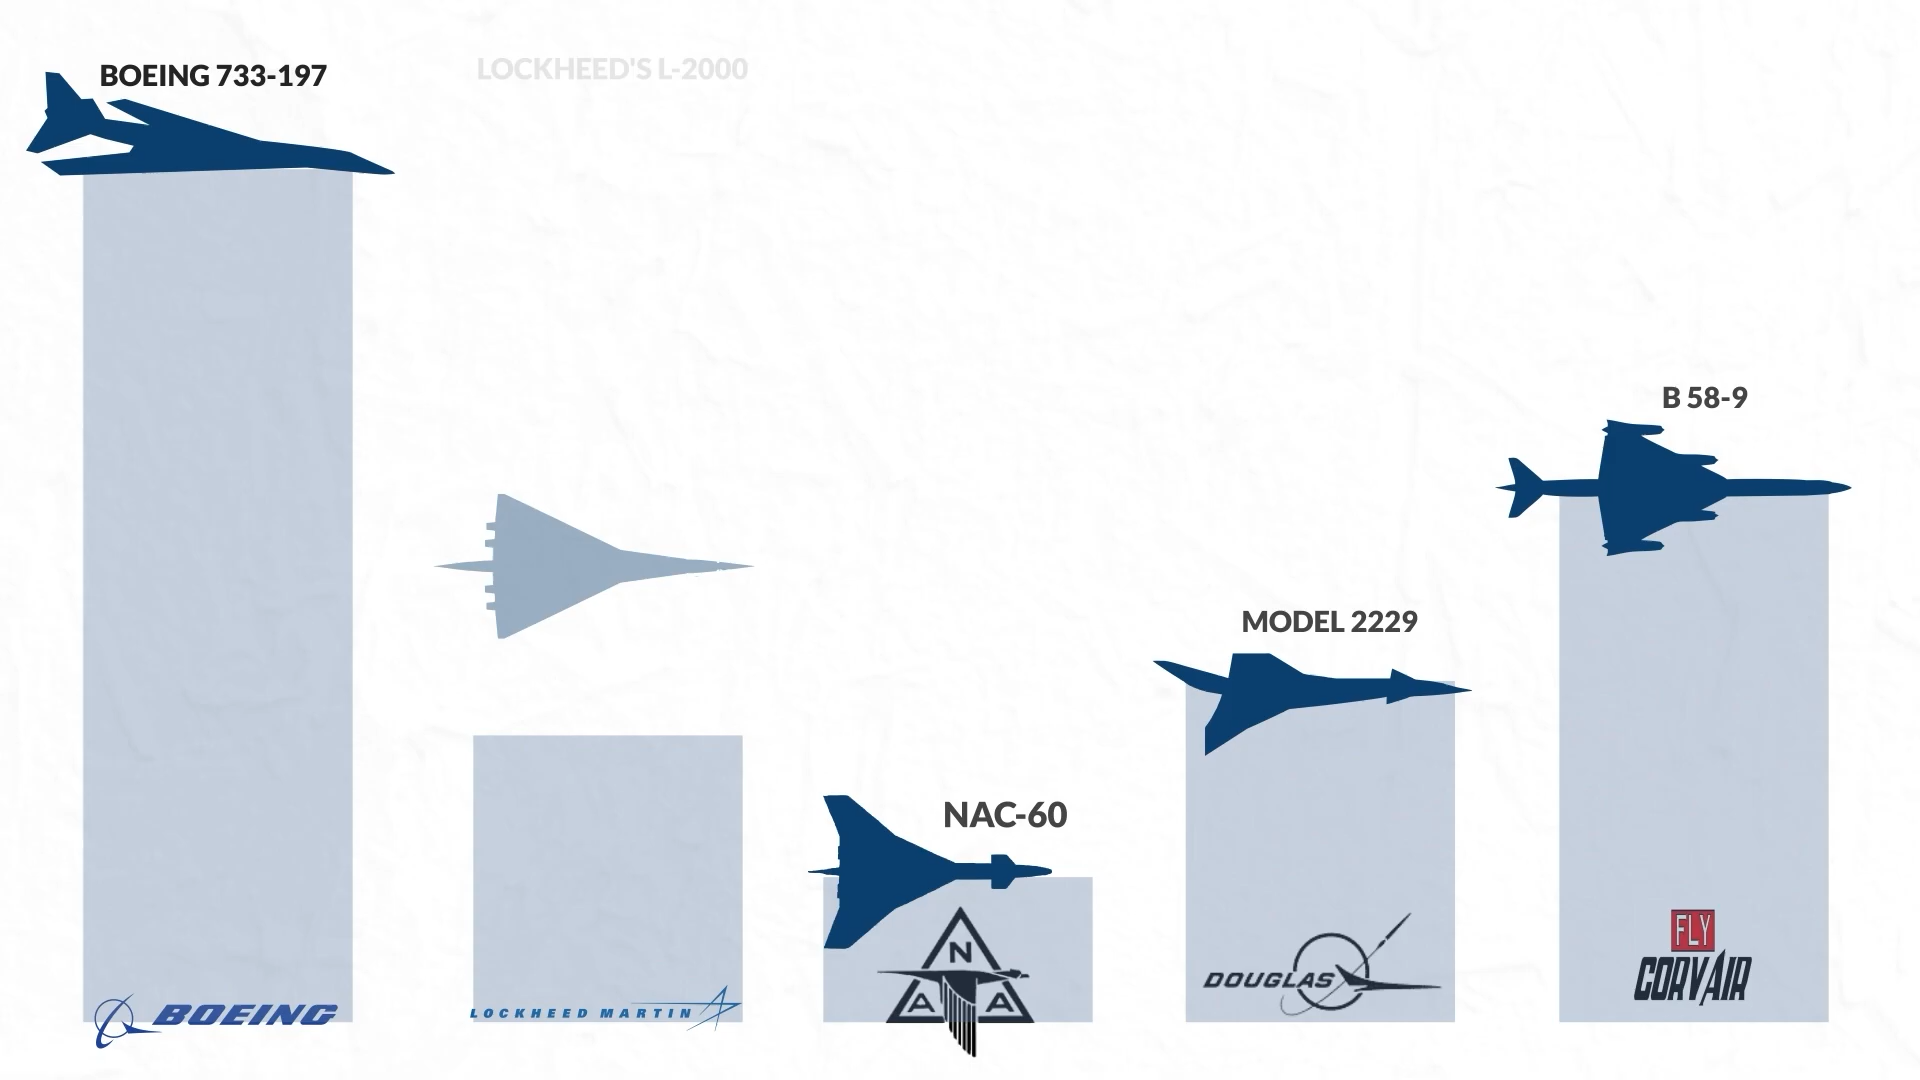 BOEING 733-197
LOCKHEED'S L-2000
B 58-9
MODEL 2229
NAC-60
BOEING
LOCKHEED MARTIN
N
A A
DOUGLAS
FLY
CORVAIR